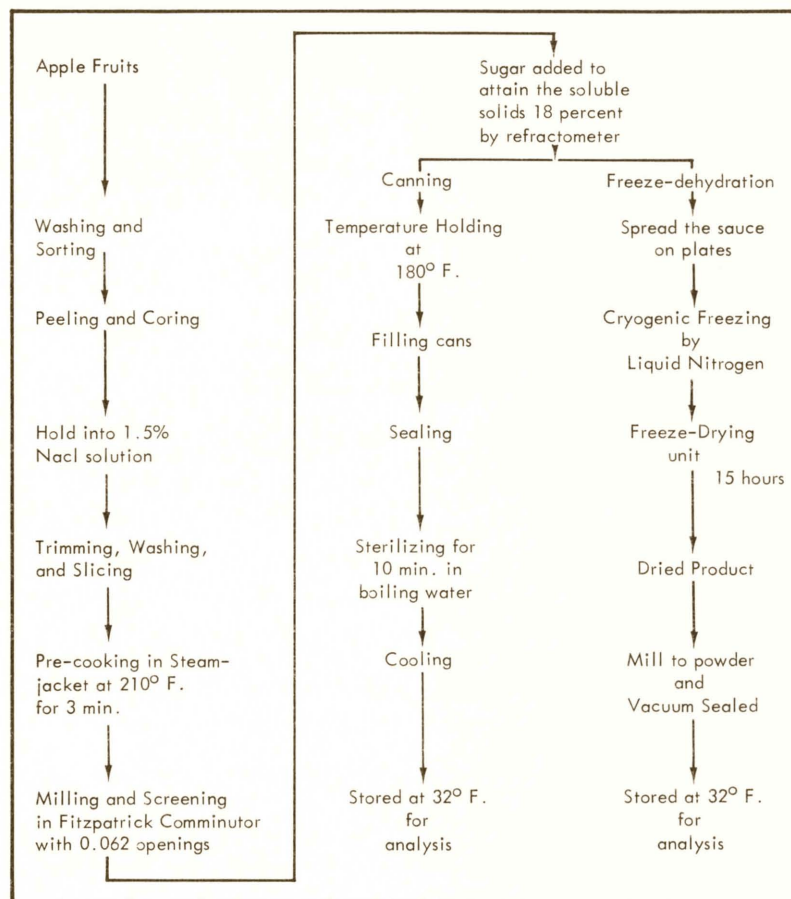 Apple Fruits
Washing and
Sorting
Peeling and Coring
Hold into 1.5%
Nacl solution
Trimming, Washing,
and Slicing
Pre-cooking in Steam-
jacket at 210° F.
for 3 min.
Milling and Screening
in Fitzpatrick Comminutor
with 0.062 openings
Sugar added to
attain the soluble
solids 18 percent
by refractometer
Canning
Temperature Holding
at
180° F.
Filling cans
Sealing
Sterilizing for
10 min. in
boiling water
Cooling
Stored at 32° F.
for
analysis
Freeze-dehydration
Spread the sauce
on plates
Cryogenic Freezing
by
Liquid Nitrogen
Freeze-Drying
unit
15 hours
Dried Product
Mill to powder
and
Vacuum Sealed
Stored at 32° F.
for
analysis